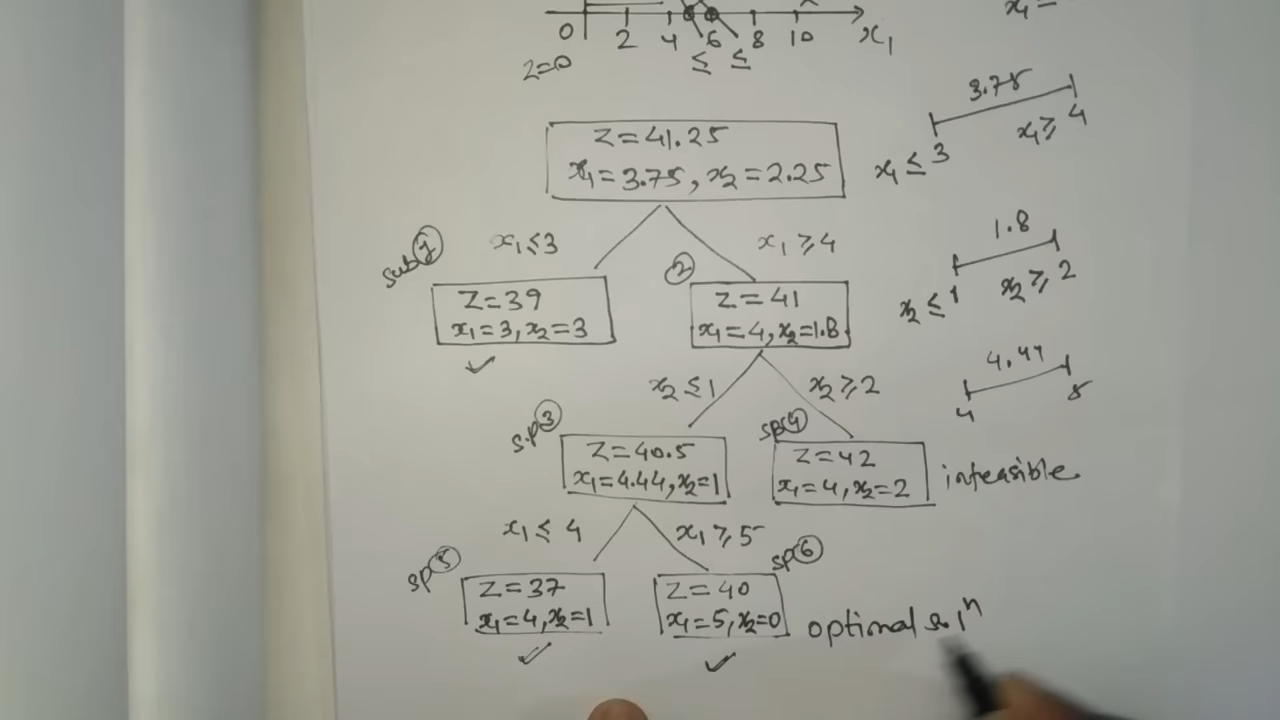 0 2 4 6 8 10 x₁
Z=0 ≤ ≤
x₁ =
Z=41.25
x₁=3.75, x₂=2.25
3.75
x₁ ≤ 3 x₁ ≥ 4
sub 1 x₁ ≤ 3 2 x₁ ≥ 4
Z=39
x₁=3, x₂=3
Z=41
x₁=4, x₂=1.8
1.8
x₂ ≤ 1 x₂ ≥ 2
x₂ ≤ 1 x₂ ≥ 2
4.44
4 5
s.p 3
Z=40.5
x₁=4.44, x₂=1
sp 4
Z=42
x₁=4, x₂=2
infeasible
x₁ ≤ 4 x₁ ≥ 5
sp 5
Z=37
x₁=4, x₂=1
sp 6
Z=40
x₁=5, x₂=0
optimal solⁿ